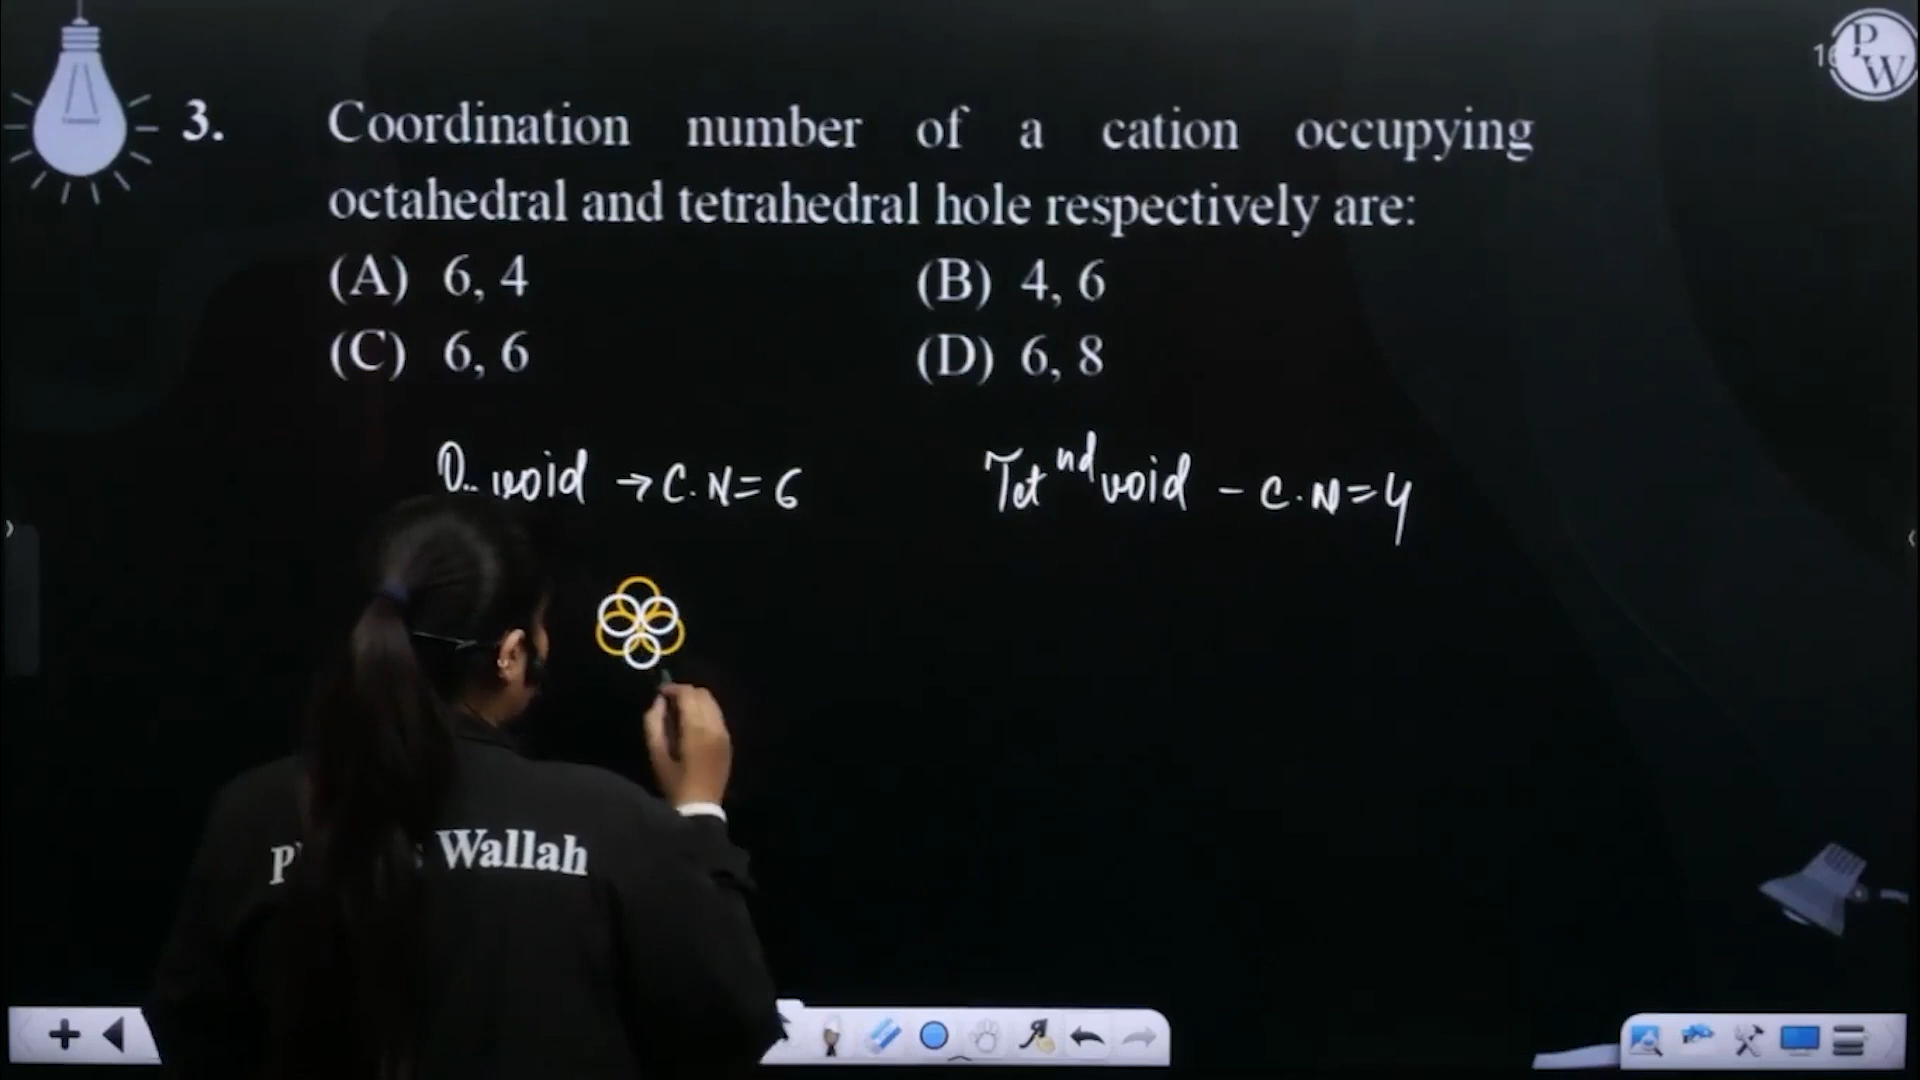 PW
3. Coordination number of a cation occupying
octahedral and tetrahedral hole respectively are:
(A) 6, 4 (B) 4, 6
(C) 6, 6 (D) 6, 8
void → C.N = 6 Tet nd void - C.N = 4
Wallah